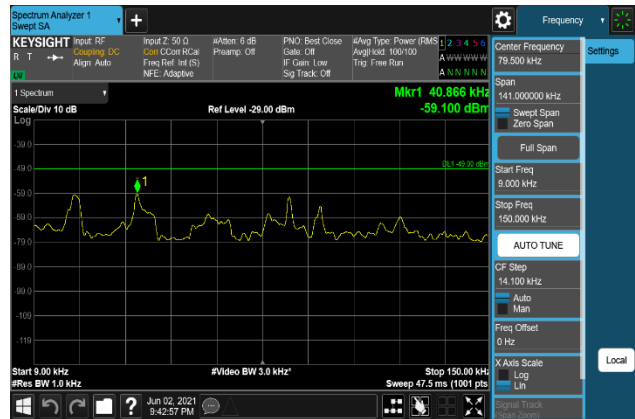 Spectrum Analyzer 1
Swept SA
+
Frequency
KEYSIGHT
R T
LV
Input: RF
Coupling: DC
Align: Auto
Input Z: 50 Ω
Corr CCorr RCal
Freq Ref: Int (S)
NFE: Adaptive
#Atten: 6 dB
Preamp: Off
PNO: Best Close
Gate: Off
IF Gain: Low
Sig Track: Off
#Avg Type: Power (RMS
Avg|Hold: 100/100
Trig: Free Run
1 2 3 4 5 6
A W W W W W
A N N N N N
1 Spectrum
Scale/Div 10 dB
Ref Level -29.00 dBm
Mkr1 40.866 kHz
-59.100 dBm
Log
-39.0
-49.0
-59.0
-69.0
-79.0
-89.0
-99.0
-109
-119
DL1 -49.00 dBm
1
Start 9.00 kHz
#Res BW 1.0 kHz
#Video BW 3.0 kHz*
Stop 150.00 kHz
Sweep 47.5 ms (1001 pts
Center Frequency
79.500 kHz
Settings
Span
141.000000 kHz
Swept Span
Zero Span
Full Span
Start Freq
9.000 kHz
Stop Freq
150.000 kHz
AUTO TUNE
CF Step
14.100 kHz
Auto
Man
Freq Offset
0 Hz
X Axis Scale
Log
Lin
Local
Signal Track
(Span Zoom)
?
Jun 02, 2021
9:42:57 PM